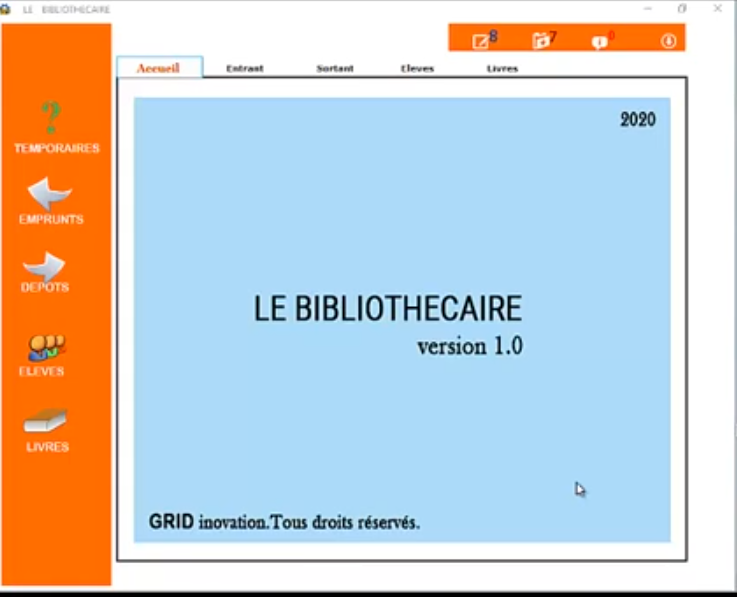 LE BIBLIOTHECAIRE
8 7 0
Accueil Entrant Sortant Eleves Livres
2020
TEMPORAIRES
EMPRUNTS
DEPOTS
ELEVES
LIVRES
LE BIBLIOTHECAIRE
version 1.0
GRID inovation.Tous droits réservés.